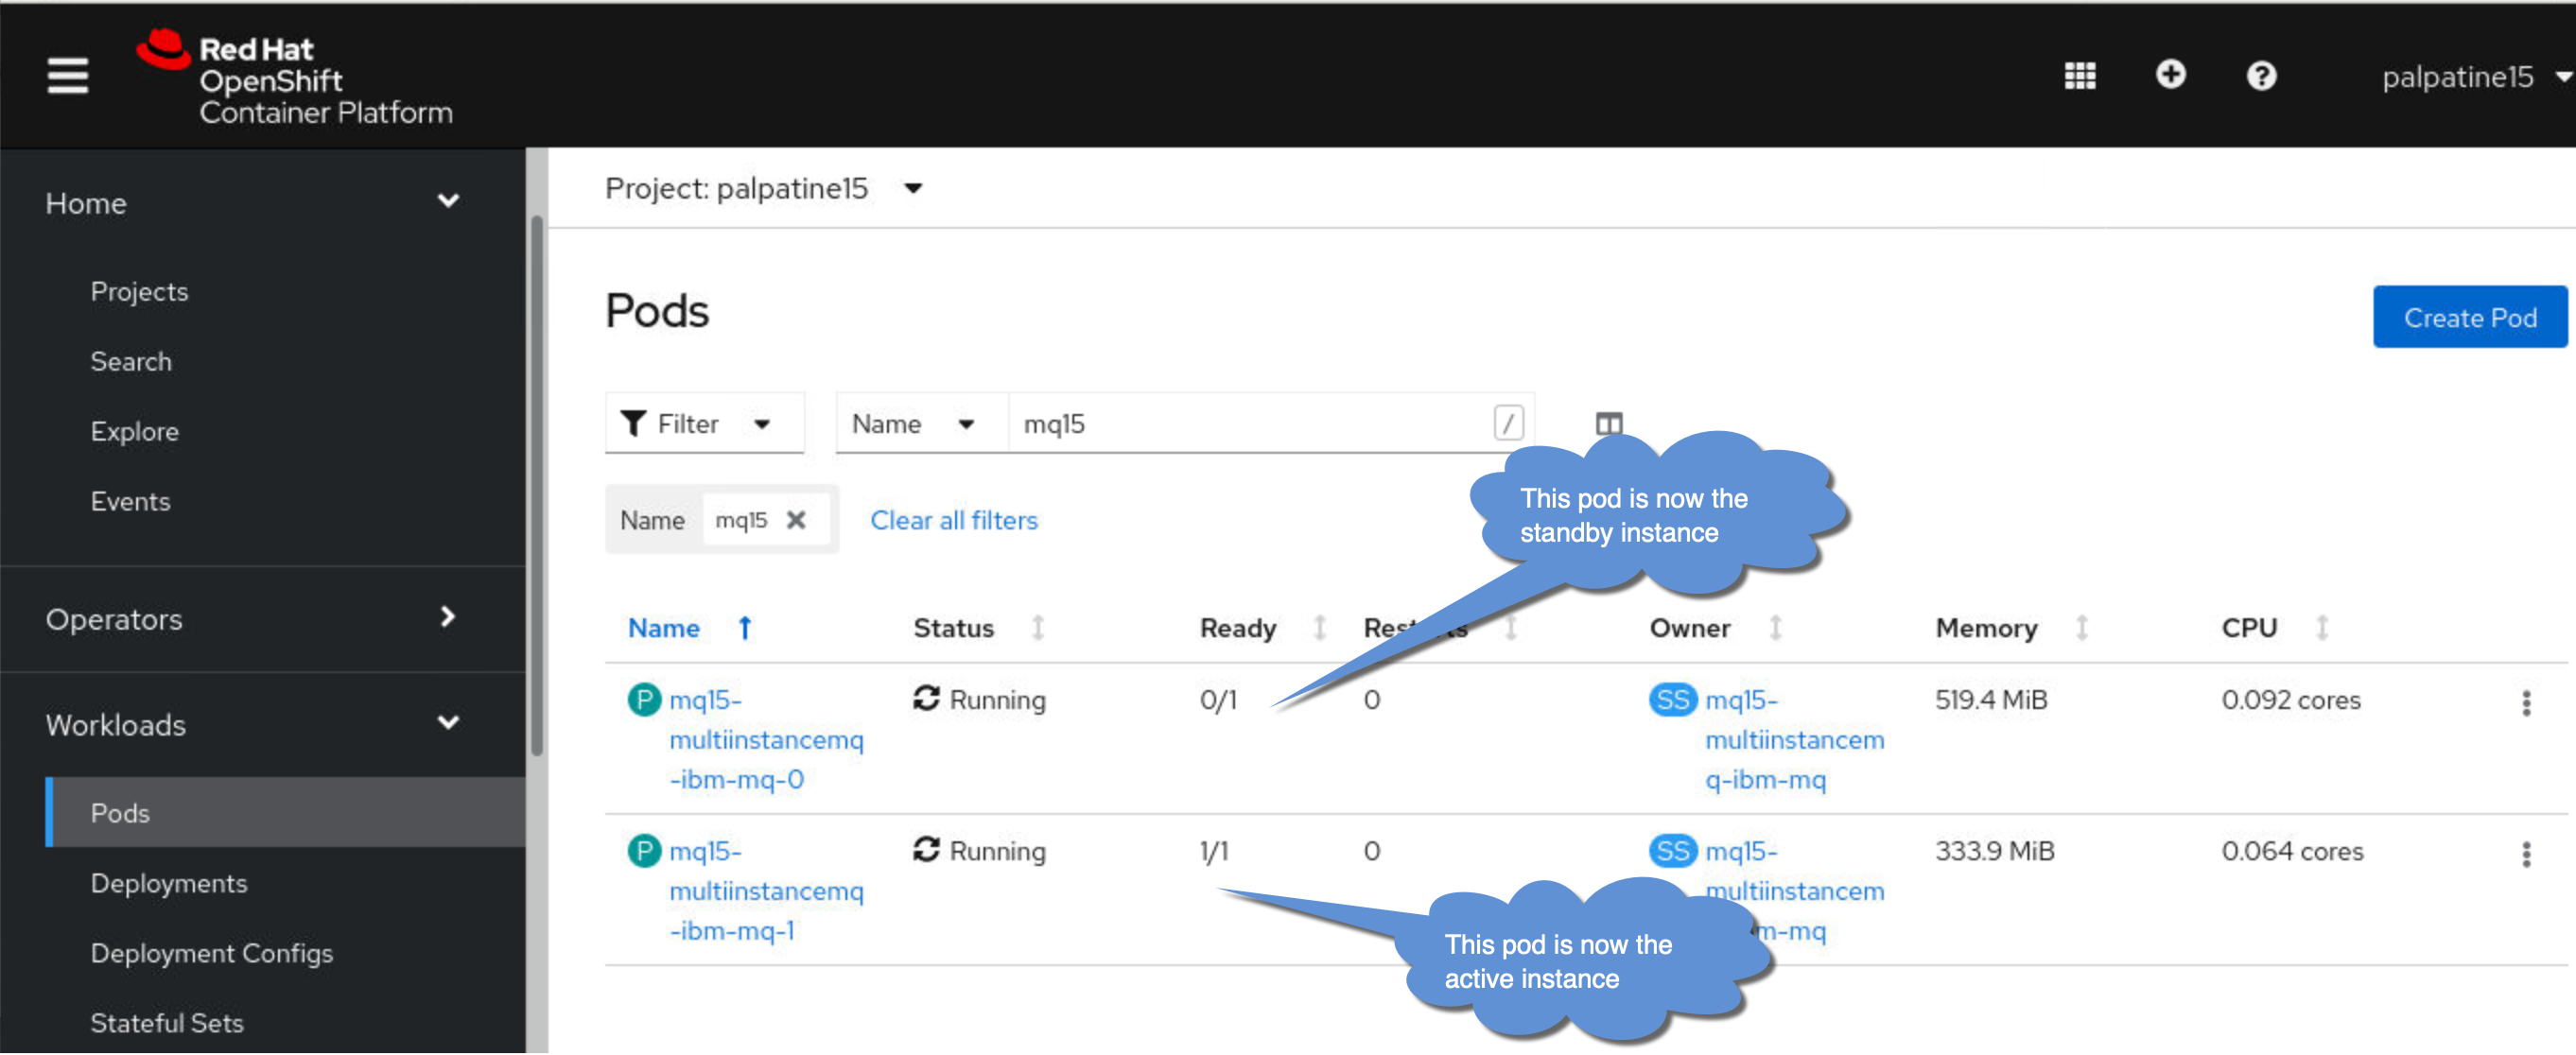 Red Hat
OpenShift
Container Platform
palpatine15
Home
Projects
Search
Explore
Events
Operators
Workloads
Pods
Deployments
Deployment Configs
Stateful Sets
Project: palpatine15
Pods
Create Pod
Filter
Name
mq15
/
Name mq15
Clear all filters
This pod is now the
standby instance
Name Status Ready Owner Memory CPU
P mq15-
multiinstancemq
-ibm-mq-0
Running
0/1
0
SS mq15-
multiinstancem
q-ibm-mq
519.4 MiB
0.092 cores
P mq15-
multiinstancemq
-ibm-mq-1
Running
1/1
0
SS mq15-
multiinstancem
m-mq
333.9 MiB
0.064 cores
This pod is now the
active instance